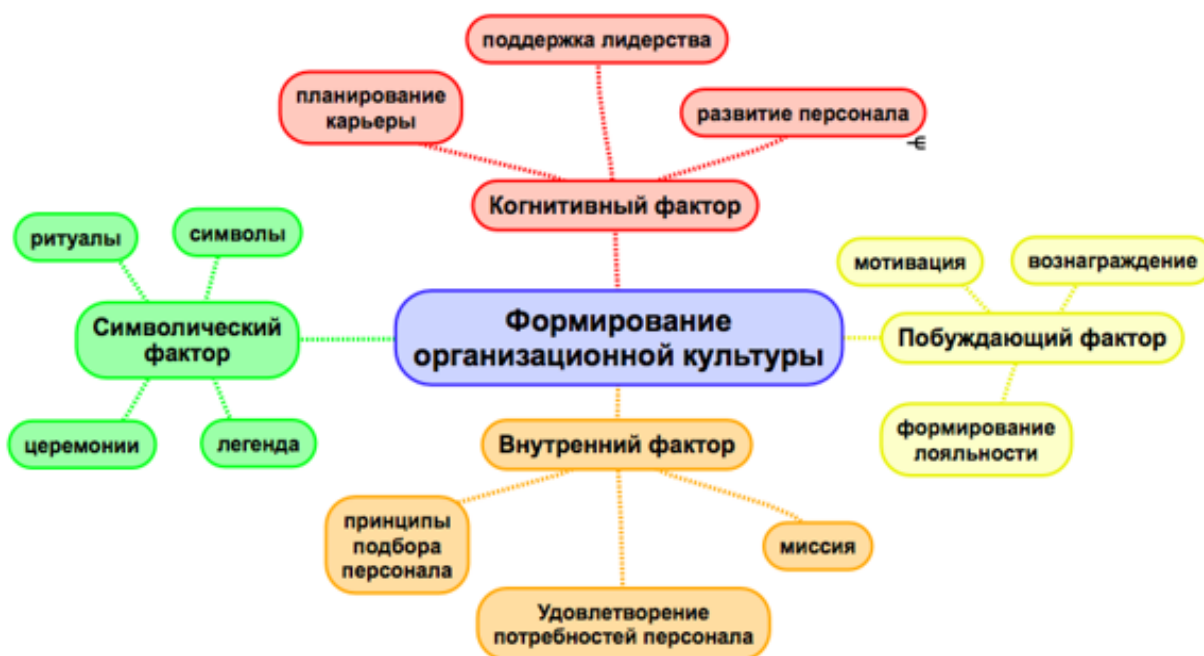 поддержка лидерства
планирование
карьеры
развитие персонала
Когнитивный фактор
ритуалы
символы
Символический
фактор
церемонии
легенда
Формирование
организационной культуры
мотивация
вознаграждение
Побуждающий фактор
формирование
лояльности
Внутренний фактор
принципы
подбора
персонала
миссия
Удовлетворение
потребностей персонала